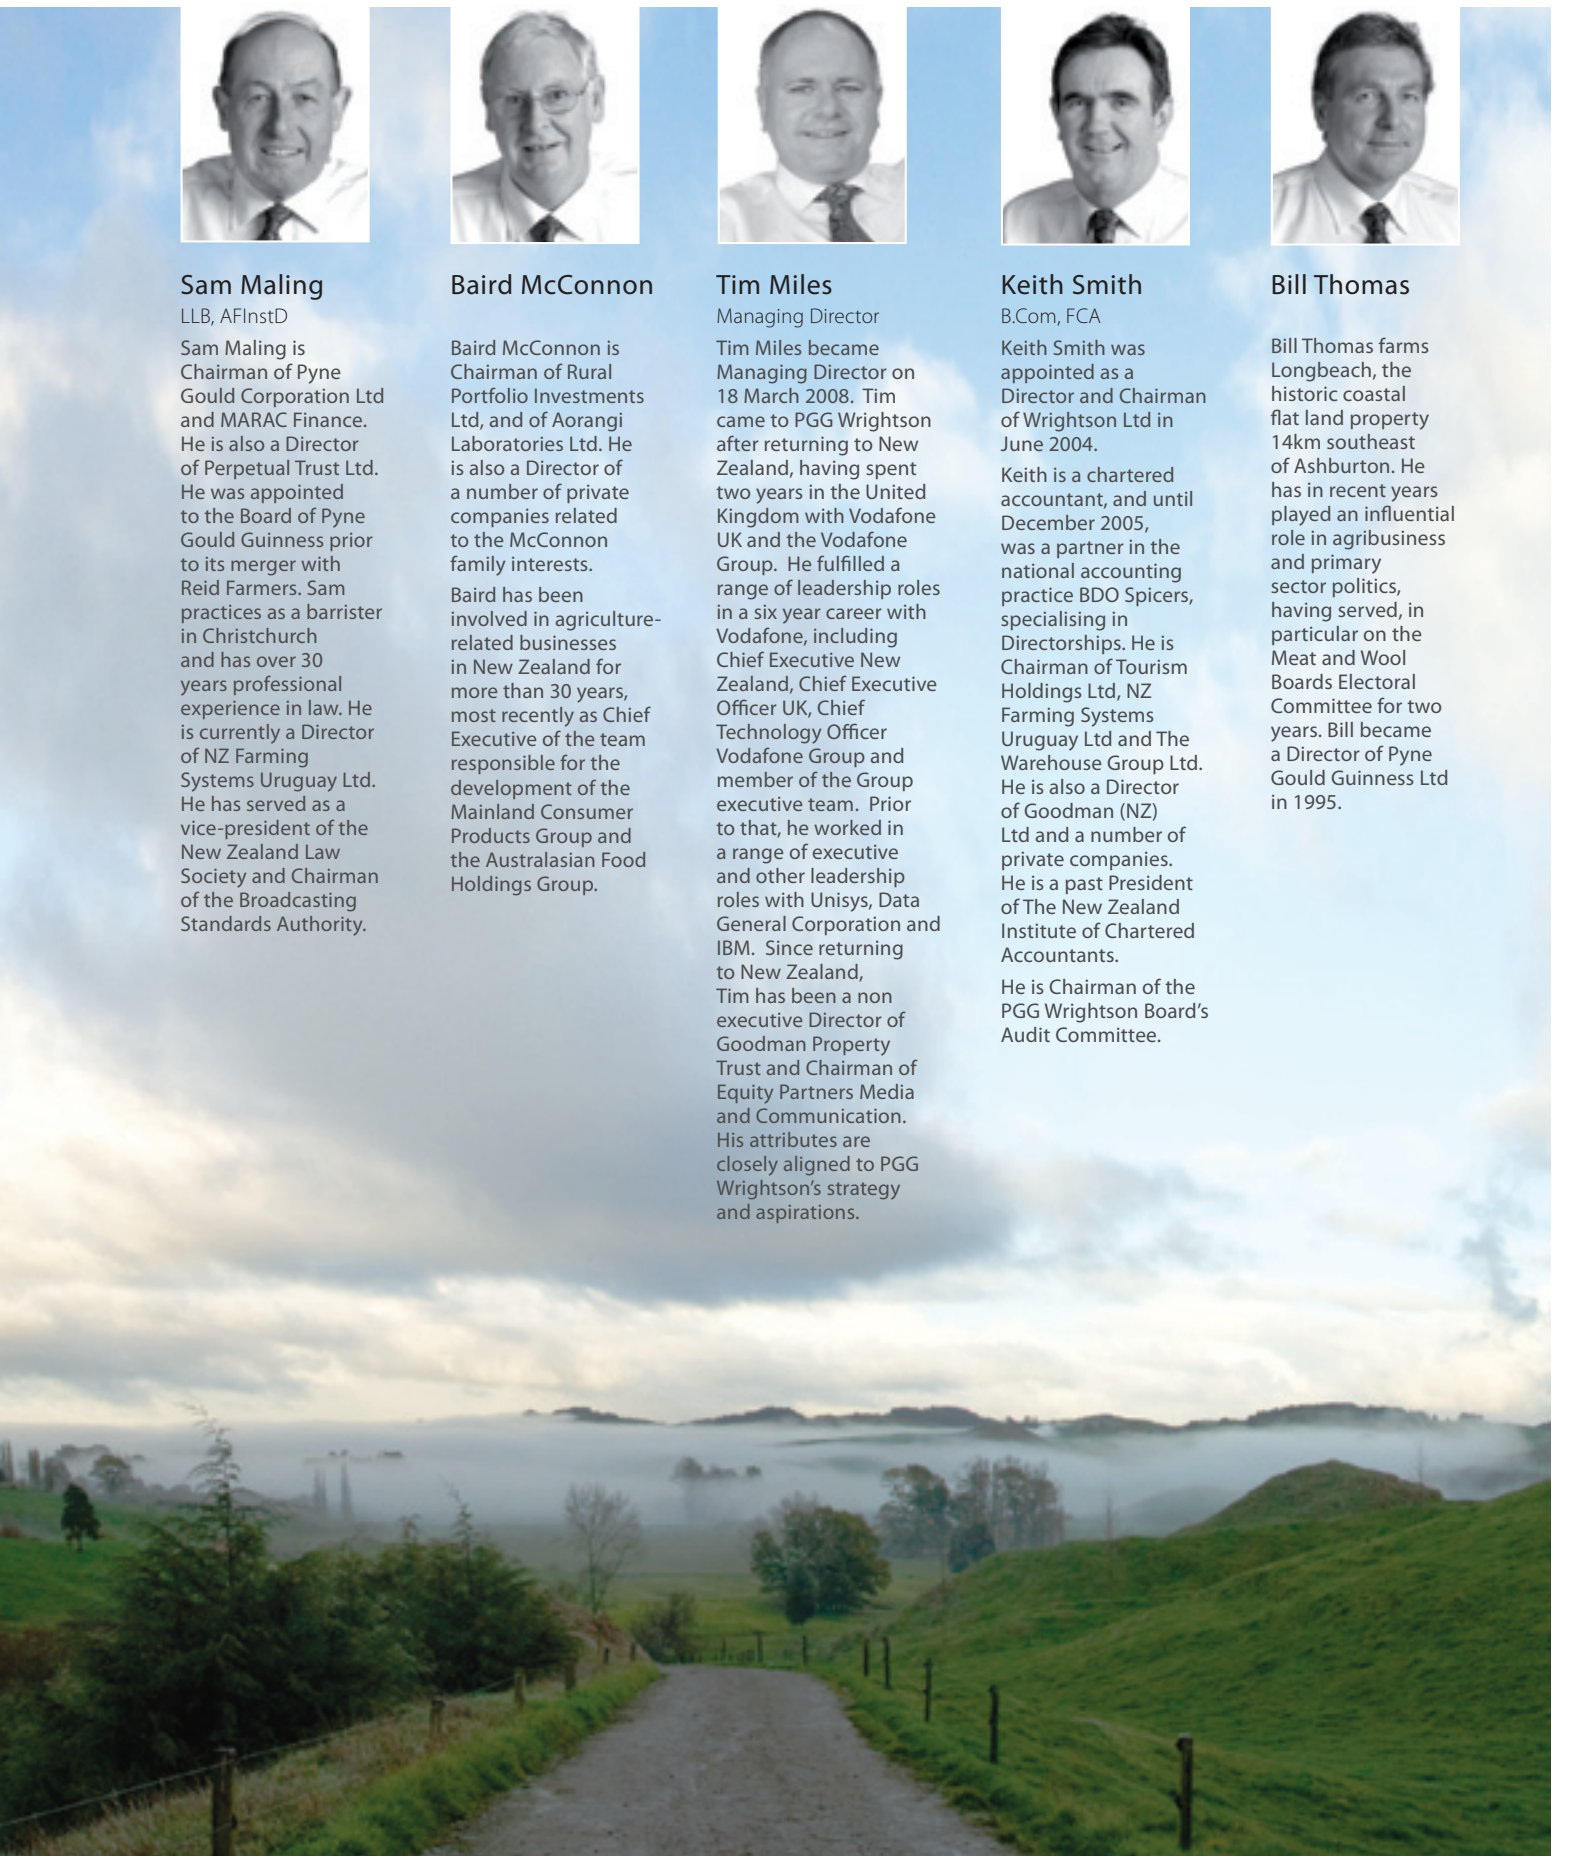 Sam Maling
LLB, AFInstD
Sam Maling is
Chairman of Pyne
Gould Corporation Ltd
and MARAC Finance.
He is also a Director
of Perpetual Trust Ltd.
He was appointed
to the Board of Pyne
Gould Guinness prior
to its merger with
Reid Farmers. Sam
practices as a barrister
in Christchurch
and has over 30
years professional
experience in law. He
is currently a Director
of NZ Farming
Systems Uruguay Ltd.
He has served as a
vice-president of the
New Zealand Law
Society and Chairman
of the Broadcasting
Standards Authority.
Baird McConnon
Baird McConnon is
Chairman of Rural
Portfolio Investments
Ltd, and of Aorangi
Laboratories Ltd. He
is also a Director of
a number of private
companies related
to the McConnon
family interests.
Baird has been
involved in agriculture-
related businesses
in New Zealand for
more than 30 years,
most recently as Chief
Executive of the team
responsible for the
development of the
Mainland Consumer
Products Group and
the Australasian Food
Holdings Group.
Tim Miles
Managing Director
Tim Miles became
Managing Director on
18 March 2008. Tim
came to PGG Wrightson
after returning to New
Zealand, having spent
two years in the United
Kingdom with Vodafone
UK and the Vodafone
Group. He fulfilled a
range of leadership roles
in a six year career with
Vodafone, including
Chief Executive New
Zealand, Chief Executive
Officer UK, Chief
Technology Officer
Vodafone Group and
member of the Group
executive team. Prior
to that, he worked in
a range of executive
and other leadership
roles with Unisys, Data
General Corporation and
IBM. Since returning
to New Zealand,
Tim has been a non
executive Director of
Goodman Property
Trust and Chairman of
Equity Partners Media
and Communication.
His attributes are
closely aligned to PGG
Wrightson's strategy
and aspirations.
Keith Smith
B.Com, FCA
Keith Smith was
appointed as a
Director and Chairman
of Wrightson Ltd in
June 2004.
Keith is a chartered
accountant, and until
December 2005,
was a partner in the
national accounting
practice BDO Spicers,
specialising in
Directorships. He is
Chairman of Tourism
Holdings Ltd, NZ
Farming Systems
Uruguay Ltd and The
Warehouse Group Ltd.
He is also a Director
of Goodman (NZ)
Ltd and a number of
private companies.
He is a past President
of The New Zealand
Institute of Chartered
Accountants.
He is Chairman of the
PGG Wrightson Board's
Audit Committee.
Bill Thomas
Bill Thomas farms
Longbeach, the
historic coastal
flat land property
14km southeast
of Ashburton. He
has in recent years
played an influential
role in agribusiness
and primary
sector politics,
having served, in
particular on the
Meat and Wool
Boards Electoral
Committee for two
years. Bill became
a Director of Pyne
Gould Guinness Ltd
in 1995.